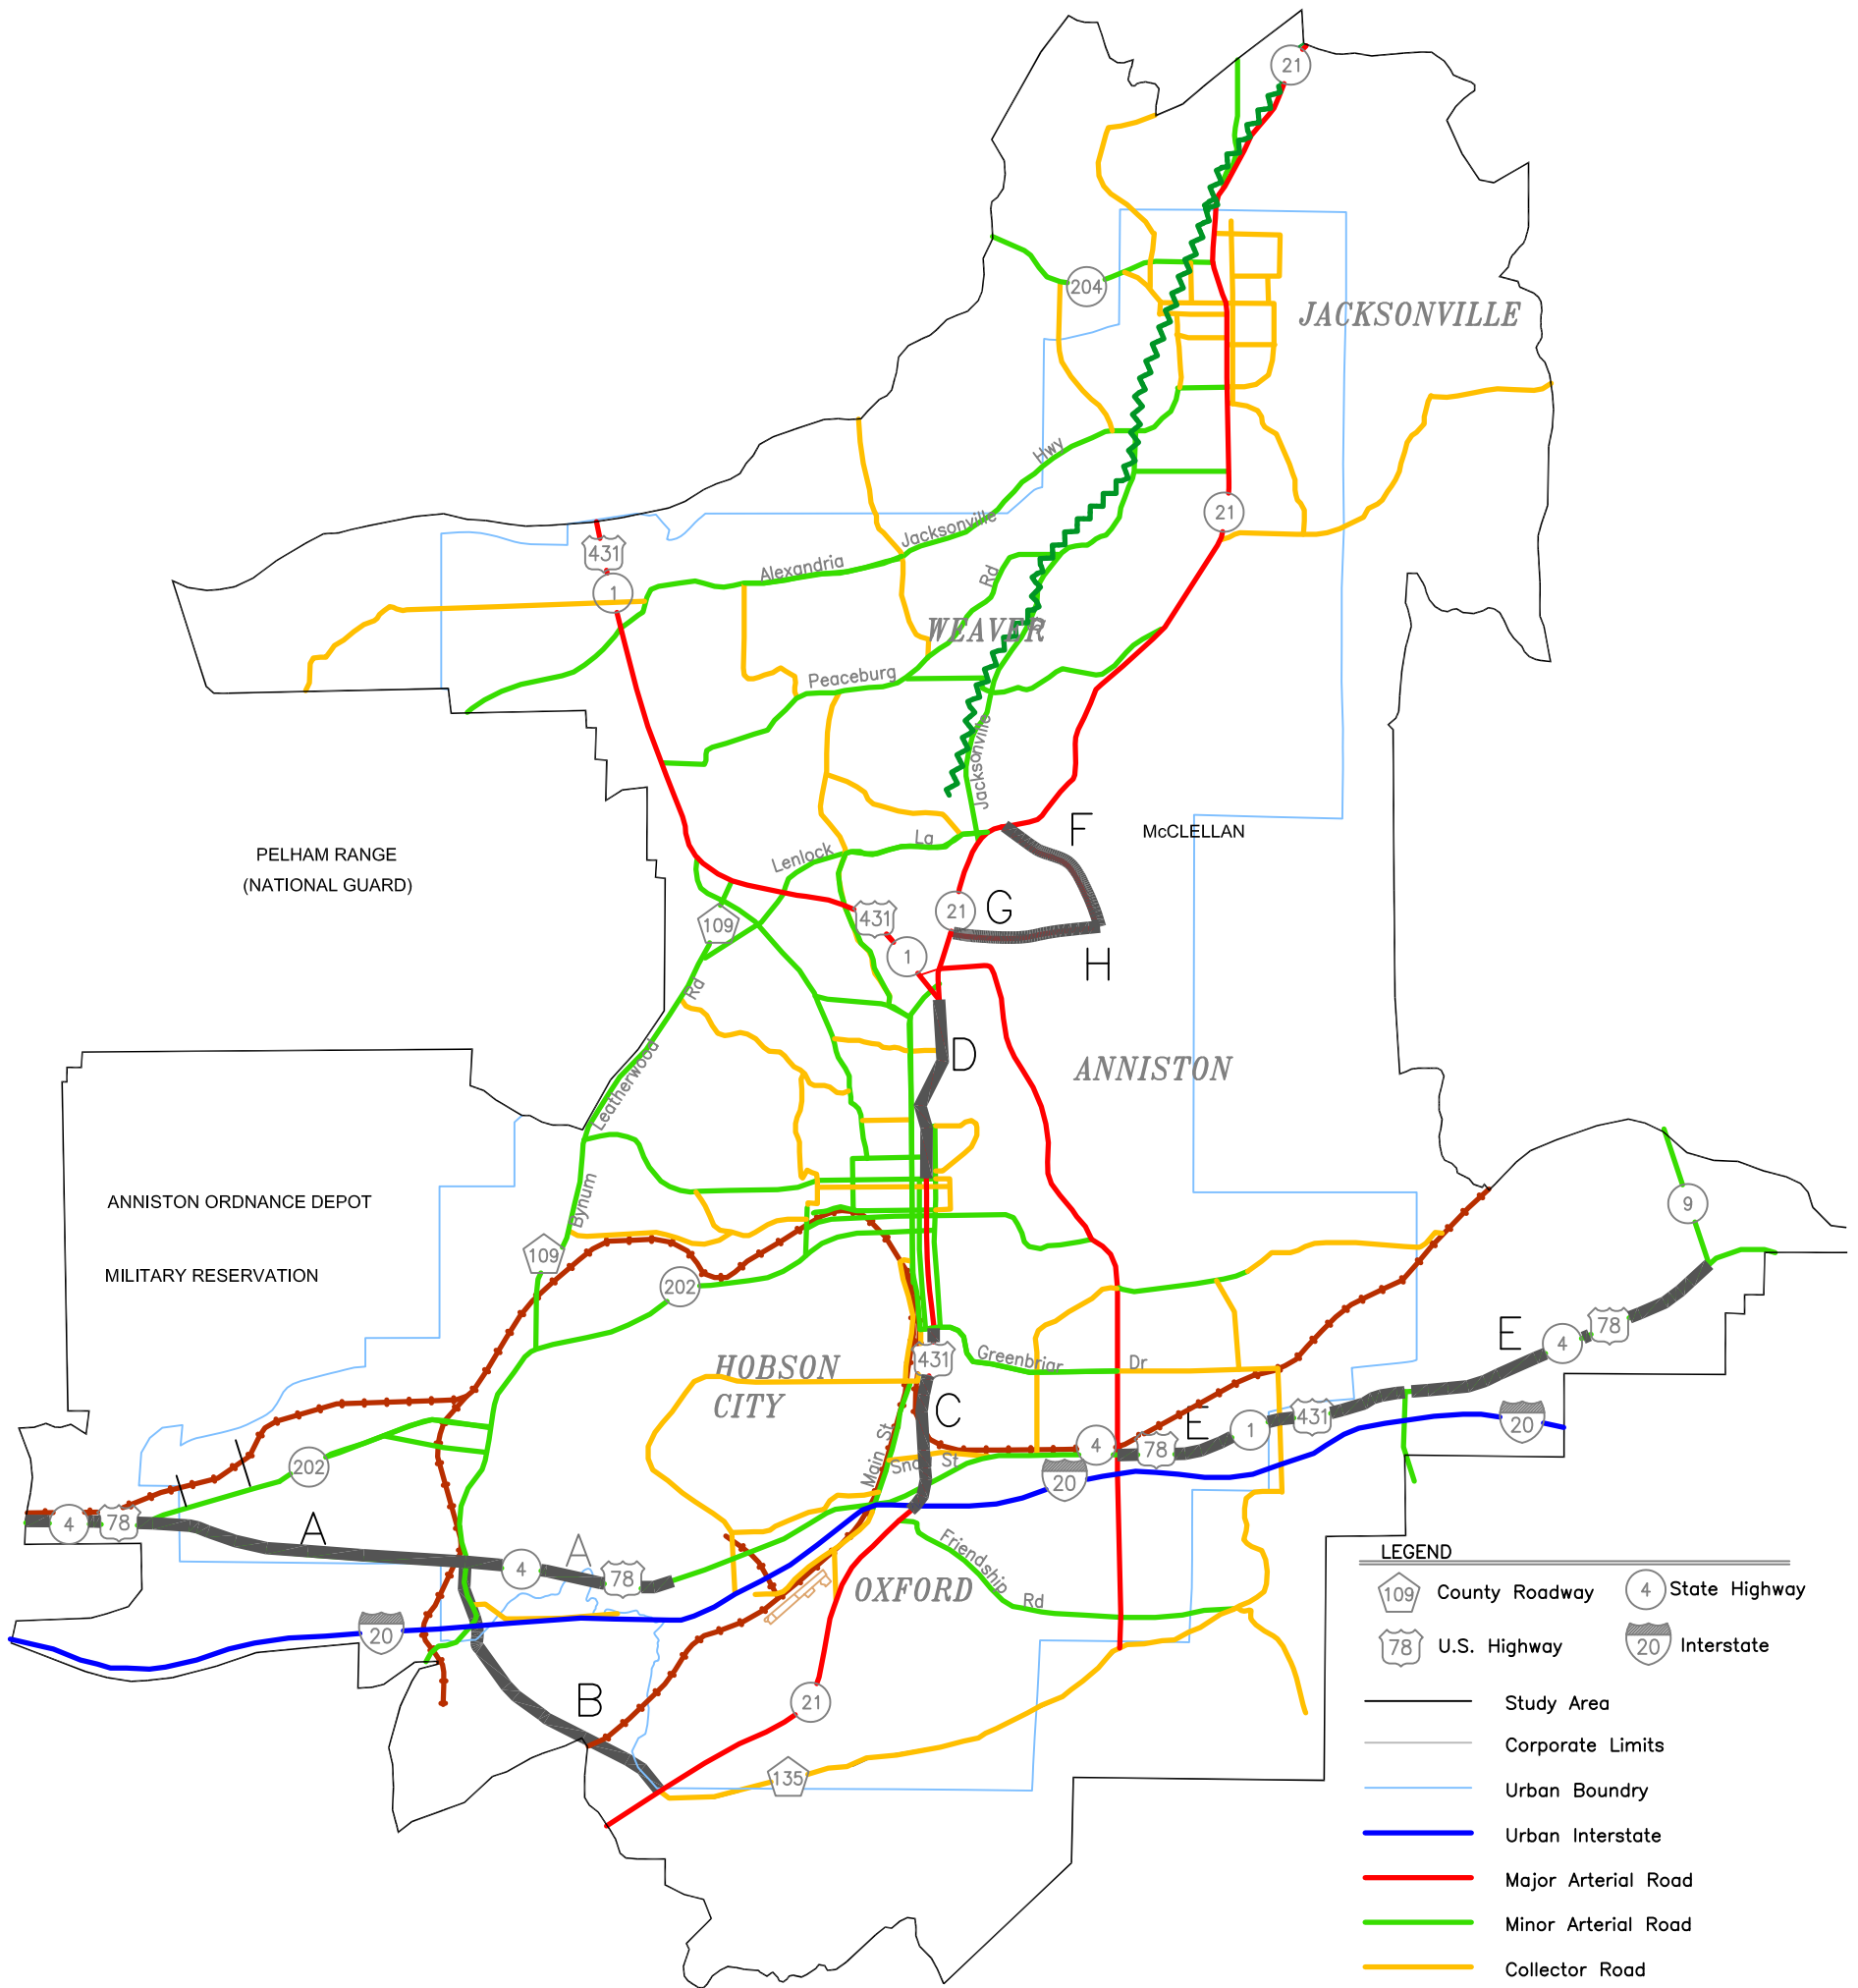 21
204
JACKSONVILLE
Hwy
Jacksonville
21
431
1
Alexandria
Rd
WEAVER
Peaceburg
Jacksonville
F
McCLELLAN
PELHAM RANGE
(NATIONAL GUARD)
Lenlock
La
109
431
21
G
1
H
Rd
D
ANNISTON
Leatherwood
ANNISTON ORDNANCE DEPOT
Bynum
9
109
MILITARY RESERVATION
202
E
4
78
431
Greenbriar
Dr
HOBSON
CITY
C
E
1
431
20
4
78
Main St
Snow St
202
20
4
78
A
A
4
78
Friendship
Rd
OXFORD
20
B
21
135
LEGEND
109 County Roadway
4 State Highway
78 U.S. Highway
20 Interstate
Study Area
Corporate Limits
Urban Boundry
Urban Interstate
Major Arterial Road
Minor Arterial Road
Collector Road